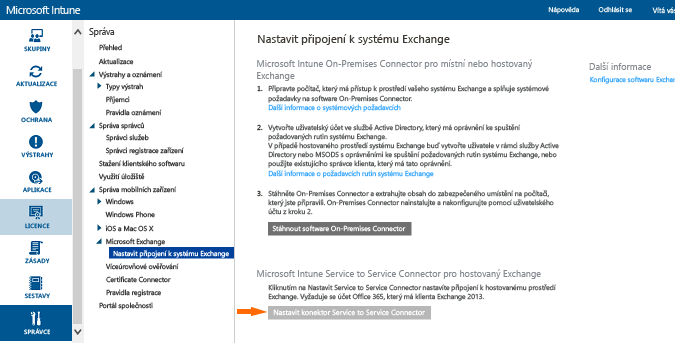 Microsoft Intune
Nápověda
Odhlásit se
Vítá vás
SKUPINY
AKTUALIZACE
OCHRANA
VÝSTRAHY
APLIKACE
LICENCE
ZÁSADY
SESTAVY
SPRÁVCE
Správa
Přehled
Aktualizace
Výstrahy a oznámení
Typy výstrah
Příjemci
Pravidla oznámení
Správa správců
Správci služeb
Správci registrace zařízení
Stažení klientského softwaru
Využití úložiště
Správa mobilních zařízení
Windows
Windows Phone
iOS a Mac OS X
Microsoft Exchange
Nastavit připojení k systému Exchange
Víceúrovňové ověřování
Certificate Connector
Pravidla registrace
Portál společnosti
Nastavit připojení k systému Exchange
Microsoft Intune On-Premises Connector pro místní nebo hostovaný
Exchange
1. Připravte počítač, který má přístup k prostředí vašeho systému Exchange a splňuje systémové
požadavky na software On-Premises Connector.
Další informace o systémových požadavcích
2. Vytvořte uživatelský účet ve službě Active Directory, který má oprávnění ke spuštění
požadovaných rutin systému Exchange.
V případě hostovaného prostředí systému Exchange buď vytvořte uživatele v rámci služby Active
Directory nebo MSODS s oprávněními ke spuštění požadovaných rutin systému Exchange, nebo
použijte existujícího správce klienta, který má tato oprávnění.
Další informace o požadavcích rutin systému Exchange
3. Stáhněte On-Premises Connector a extrahujte obsah do zabezpečeného umístění na počítači,
který jste připravili. On-Premises Connector nainstalujte a nakonfigurujte pomocí uživatelského
účtu z kroku 2.
Stáhnout software On-Premises Connector
Microsoft Intune Service to Service Connector pro hostovaný Exchange
Kliknutím na Nastavit Service to Service Connector nastavíte připojení k hostovanému prostředí
Exchange. Vyžaduje se účet Office 365, který má klienta Exchange 2013.
Nastavit konektor Service to Service Connector
Další informace
Konfigurace softwaru Exchan